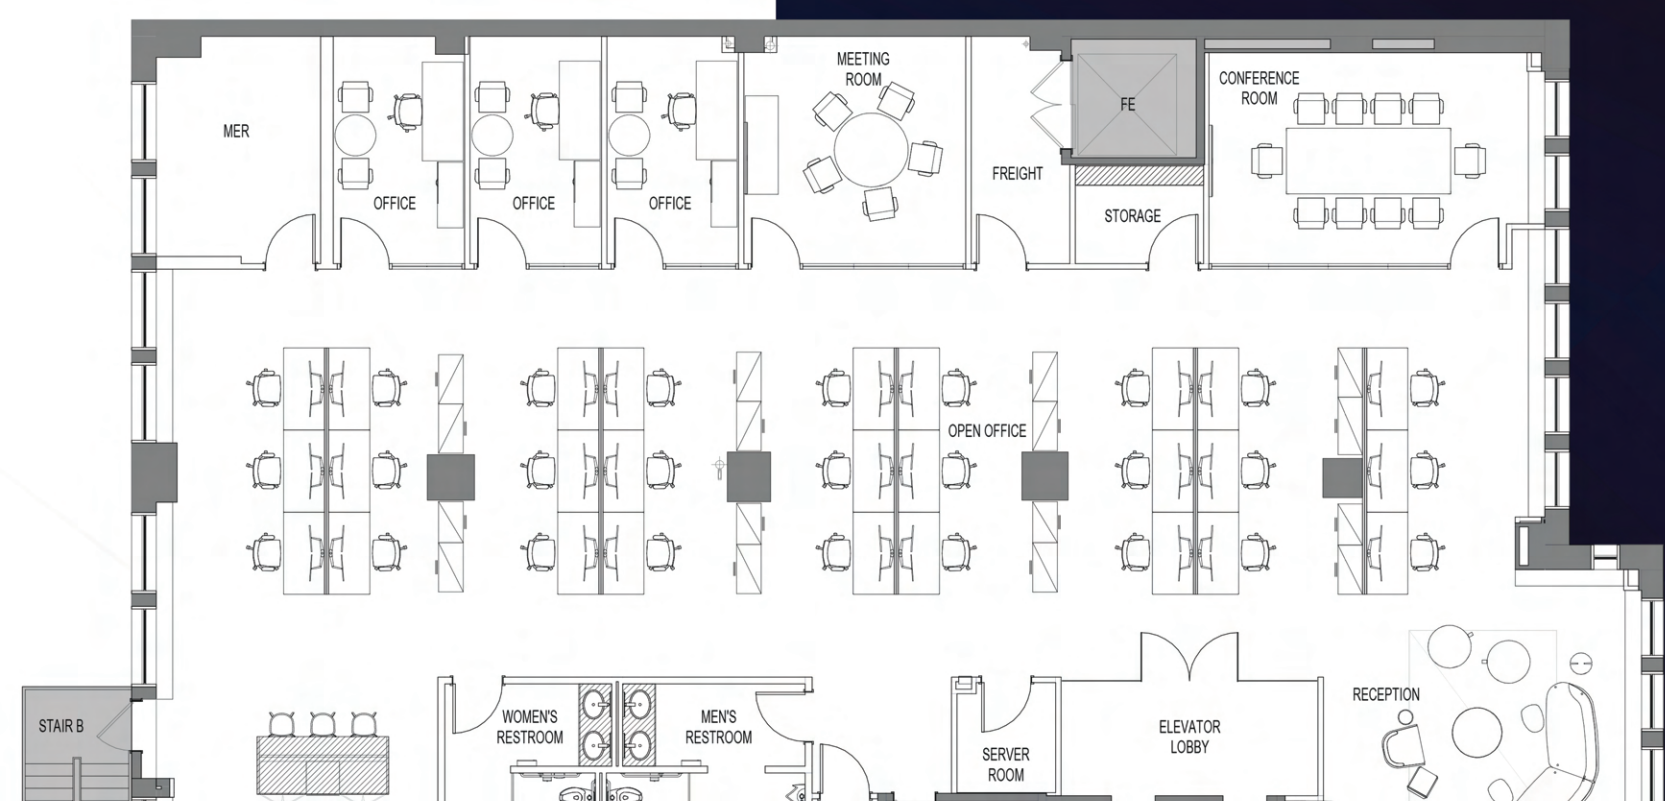 MER
OFFICE
OFFICE
OFFICE
MEETING
ROOM
FREIGHT
FE
STORAGE
CONFERENCE
ROOM
OPEN OFFICE
STAIR B
WOMEN'S
RESTROOM
MEN'S
RESTROOM
SERVER
ROOM
ELEVATOR
LOBBY
RECEPTION